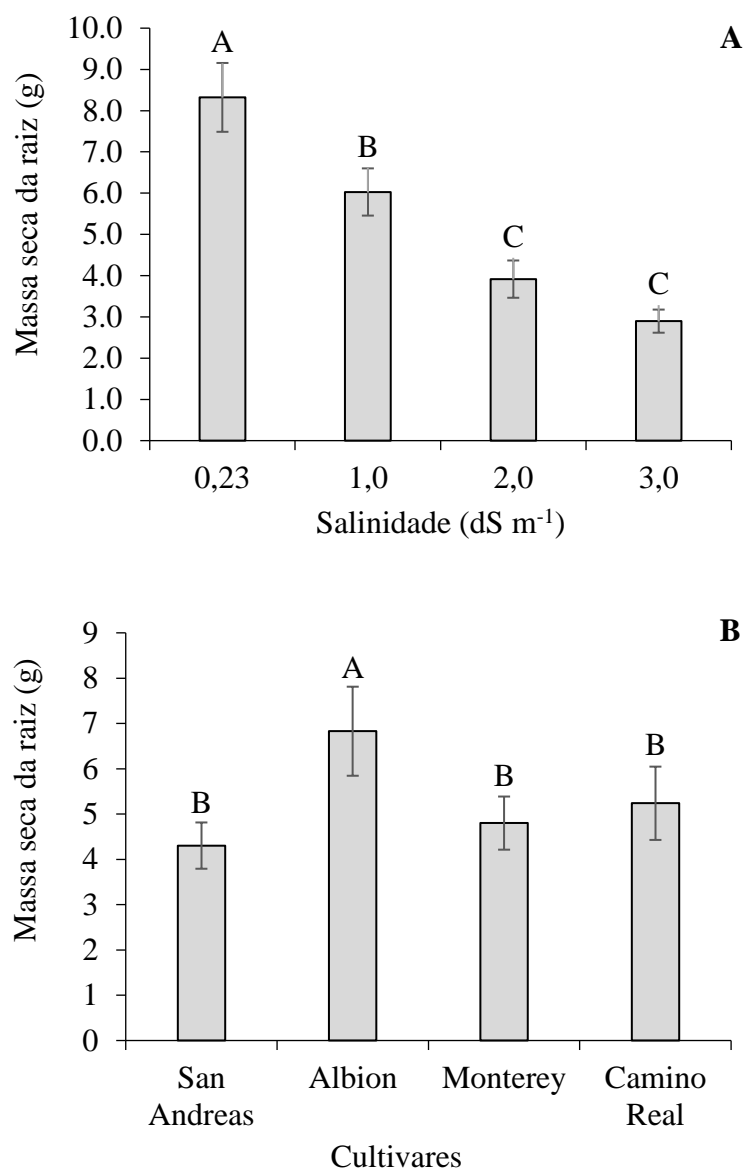 A
10.0
9.0
8.0
7.0
6.0
5.0
4.0
3.0
2.0
1.0
0.0
Massa seca da raiz (g)
A
B
C
C
0,23 1,0 2,0 3,0
Salinidade (dS m⁻¹)
B
9
8
7
6
5
4
3
2
1
0
Massa seca da raiz (g)
B
A
B
B
San Andreas
Albion
Monterey
Camino Real
Cultivares